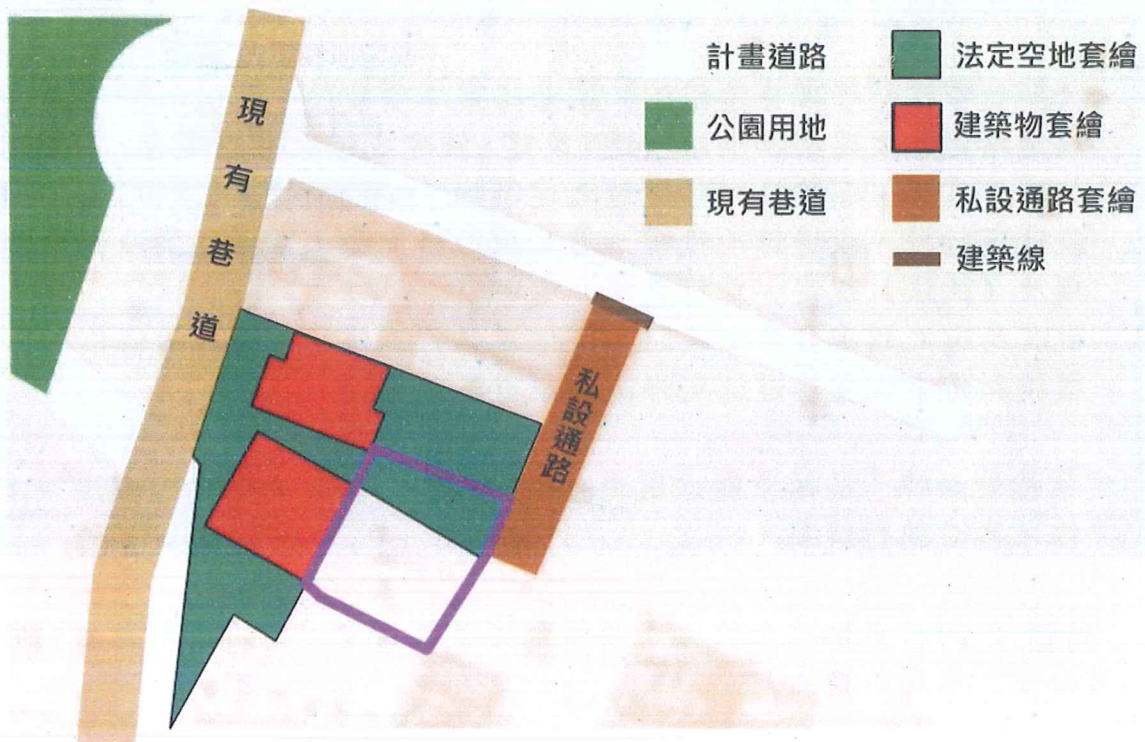 計畫道路
法定空地套繪
公園用地
建築物套繪
現有巷道
私設通路套繪
建築線
現有巷道
私設通路